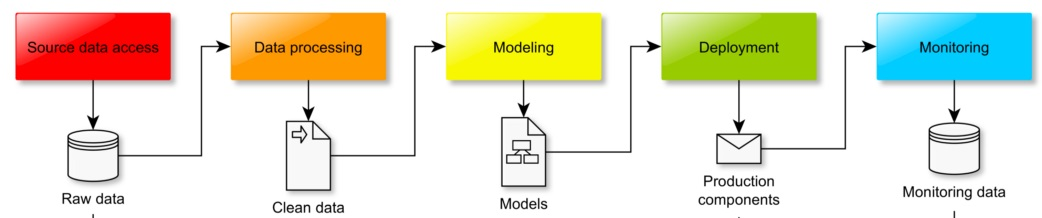 Source data access
Data processing
Modeling
Deployment
Monitoring
Raw data
Clean data
Models
Production
components
Monitoring data